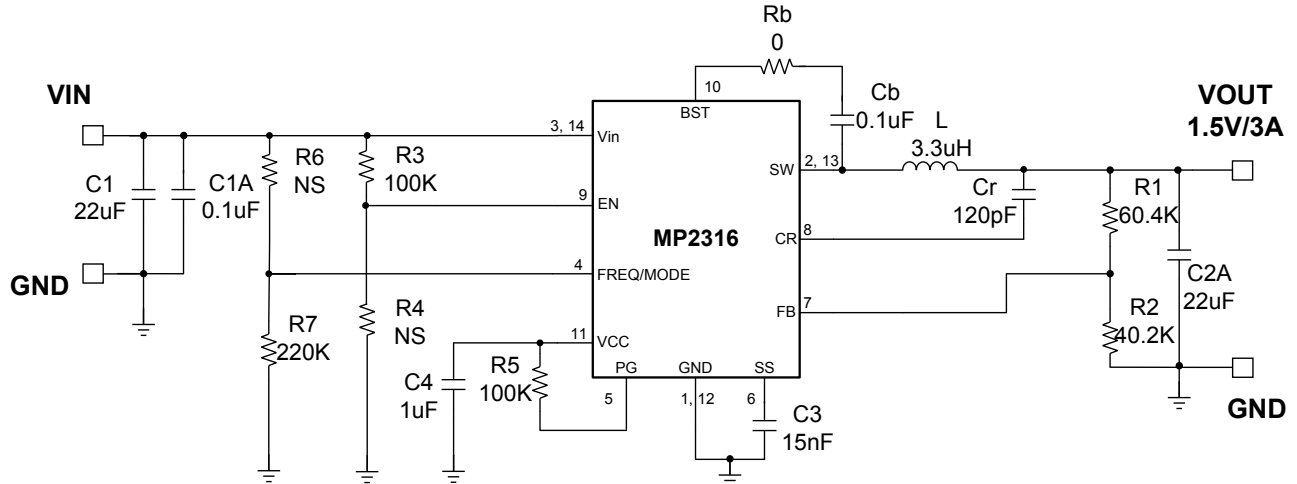 Rb
0
10
BST
Cb
0.1uF
VIN
3, 14
Vin
R6
NS
R3
100K
C1
22uF
C1A
0.1uF
9
EN
MP2316
SW
2, 13
L
3.3uH
VOUT
1.5V/3A
Cr
120pF
R1
60.4K
CR
8
GND
4
FREQ/MODE
C2A
22uF
R7
220K
R4
NS
FB
7
R2
40.2K
11
VCC
R5
100K
C4
1uF
PG
GND
SS
5
1, 12
6
C3
15nF
GND